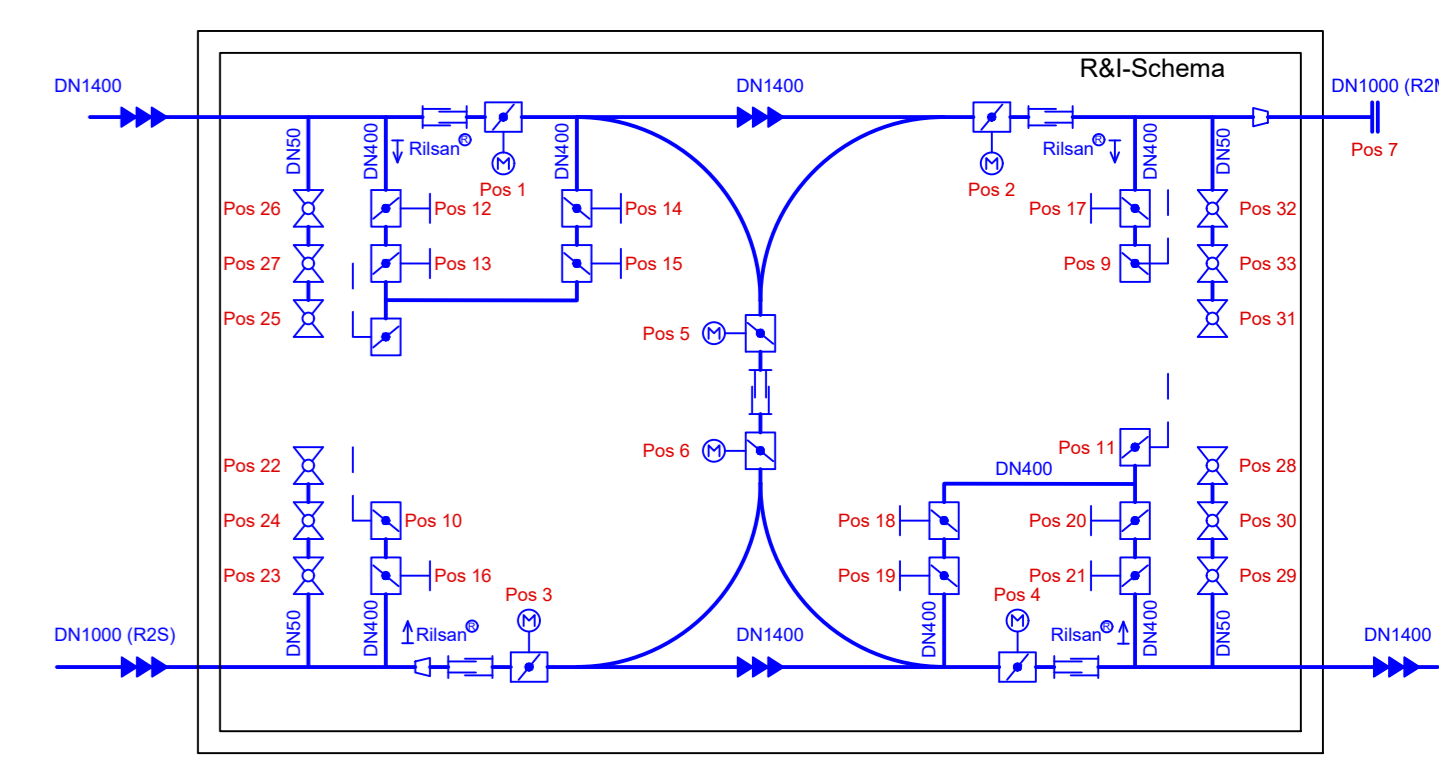 R&I-Schema
DN1400
DN1400
DN1000 (R2M
DN50
DN400
Rilsan®
M
Pos 1
DN400
M
Pos 2
Rilsan®
DN400
DN50
Pos 7
Pos 26
Pos 12
Pos 14
Pos 17
Pos 32
Pos 27
Pos 13
Pos 15
Pos 9
Pos 33
Pos 25
Pos 31
Pos 5
M
Pos 6
M
Pos 11
DN400
Pos 22
Pos 28
Pos 24
Pos 10
Pos 18
Pos 20
Pos 30
Pos 23
Pos 16
Pos 19
Pos 21
Pos 29
Pos 3
M
Pos 4
M
DN1000 (R2S)
DN50
DN400
Rilsan®
DN1400
DN400
Rilsan®
DN400
DN50
DN1400